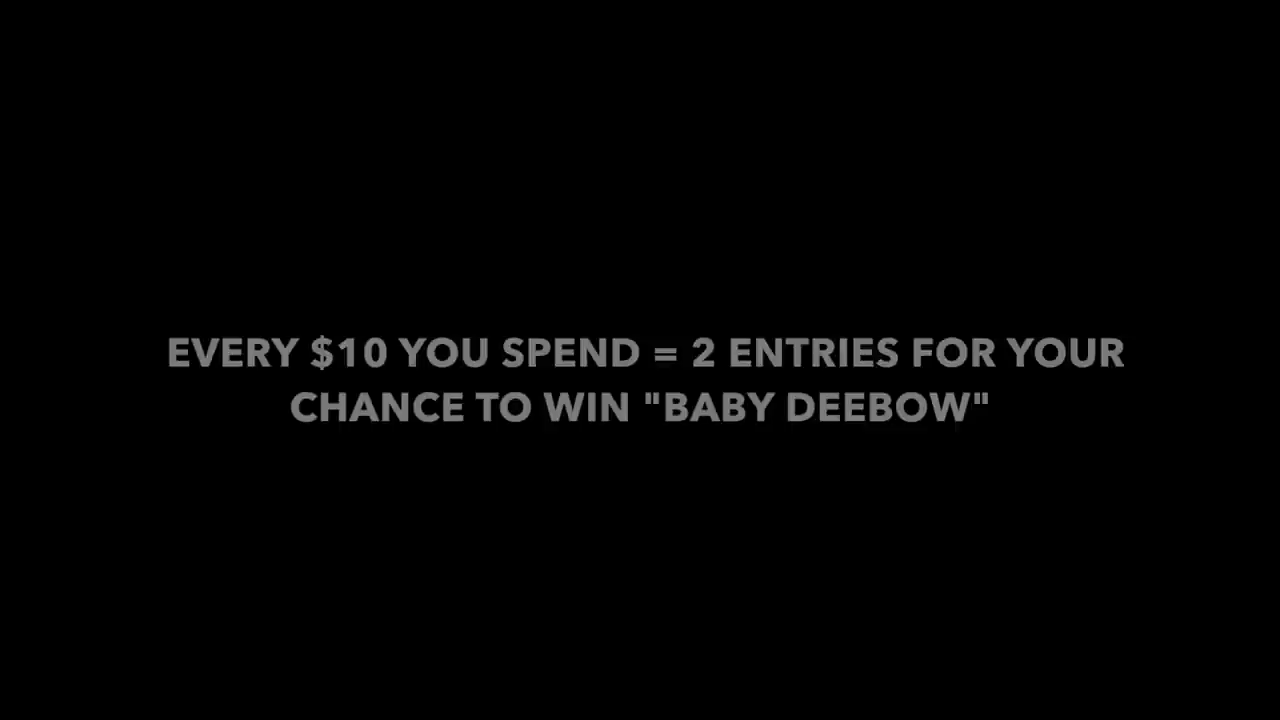 EVERY $10 YOU SPEND = 2 ENTRIES FOR YOUR
CHANCE TO WIN "BABY DEEBOW"